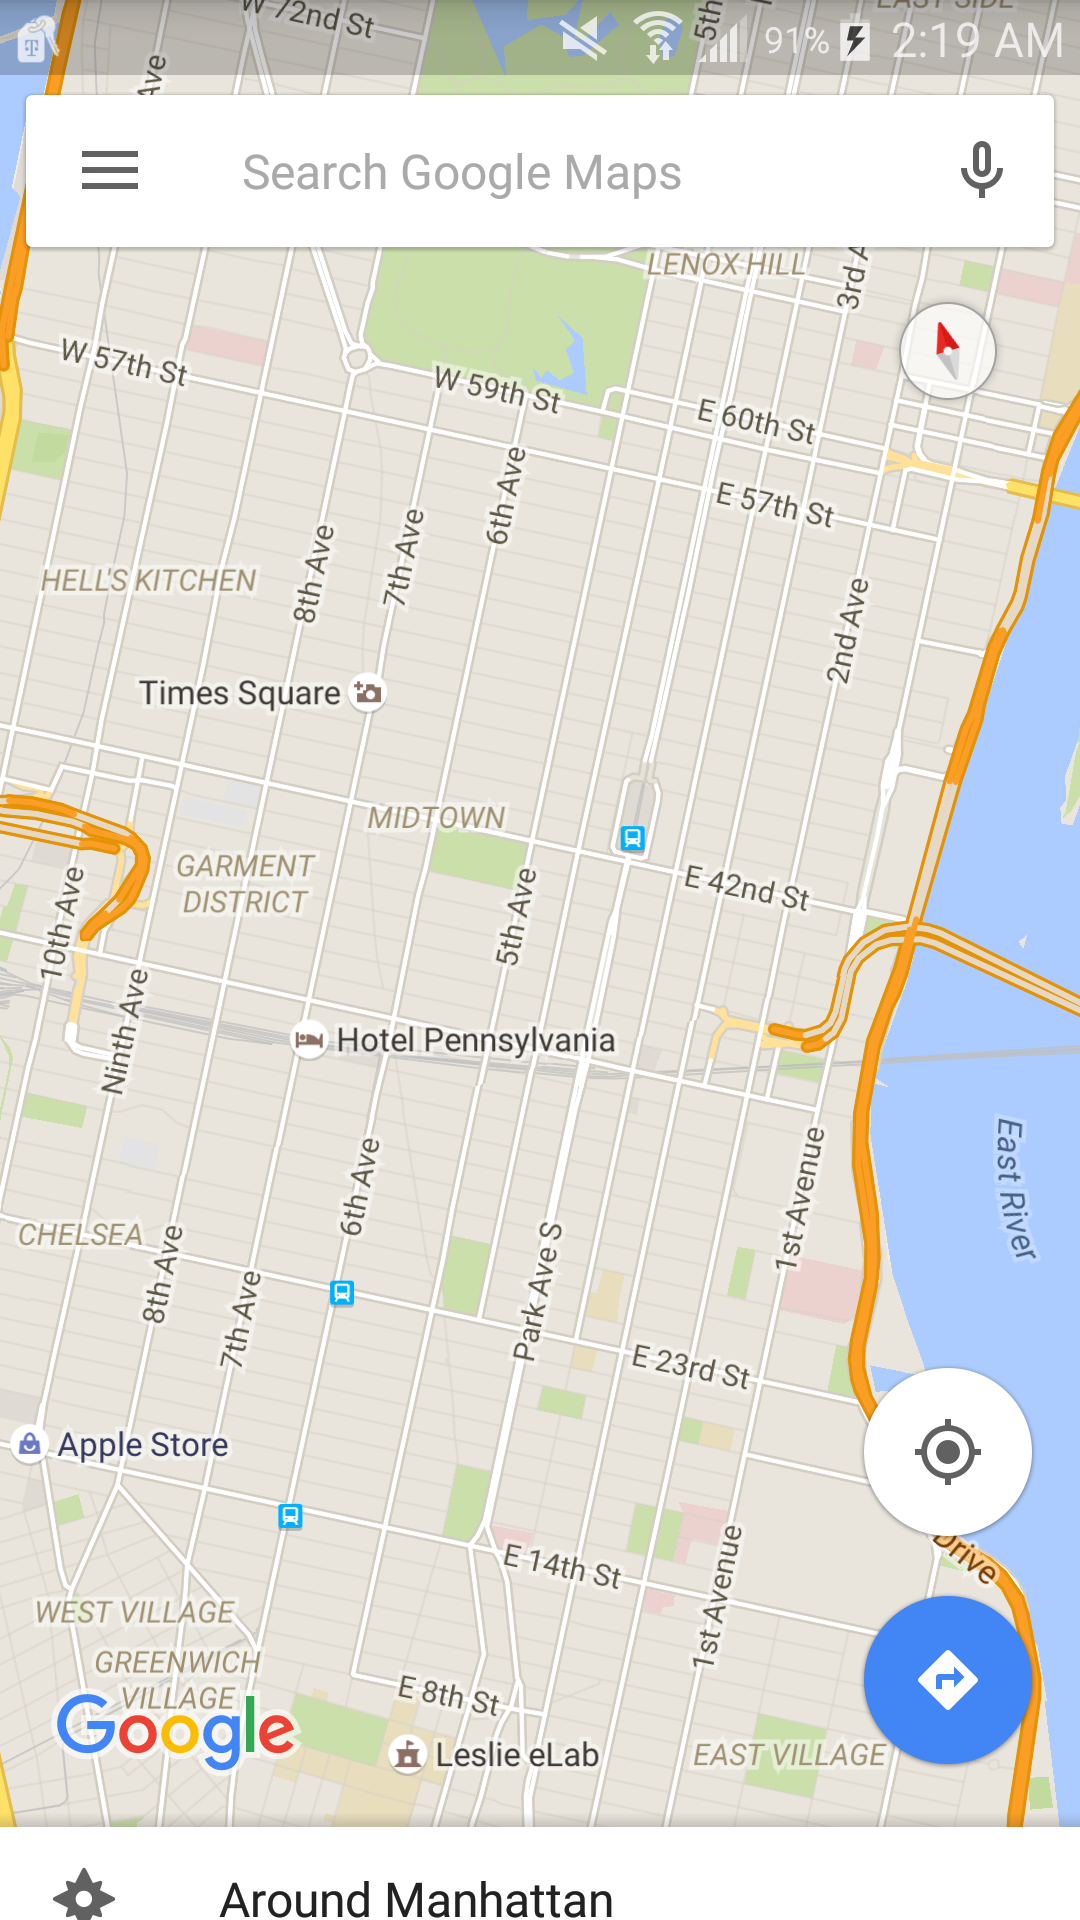 W 72nd St
5th
EAST SIDE
91%
2:19 AM
Ave
Search Google Maps
LENOX HILL
3rd A
W 57th St
W 59th St
E 60th St
E 57th St
6th Ave
7th Ave
8th Ave
HELL'S KITCHEN
2nd Ave
Times Square
MIDTOWN
GARMENT
DISTRICT
E 42nd St
10th Ave
5th Ave
Ninth Ave
Hotel Pennsylvania
East River
6th Ave
1st Avenue
CHELSEA
8th Ave
7th Ave
Park Ave S
E 23rd St
Apple Store
E 14th St
1st Avenue
Drive
WEST VILLAGE
GREENWICH
VILLAGE
E 8th St
Google
Leslie eLab
EAST VILLAGE
Around Manhattan